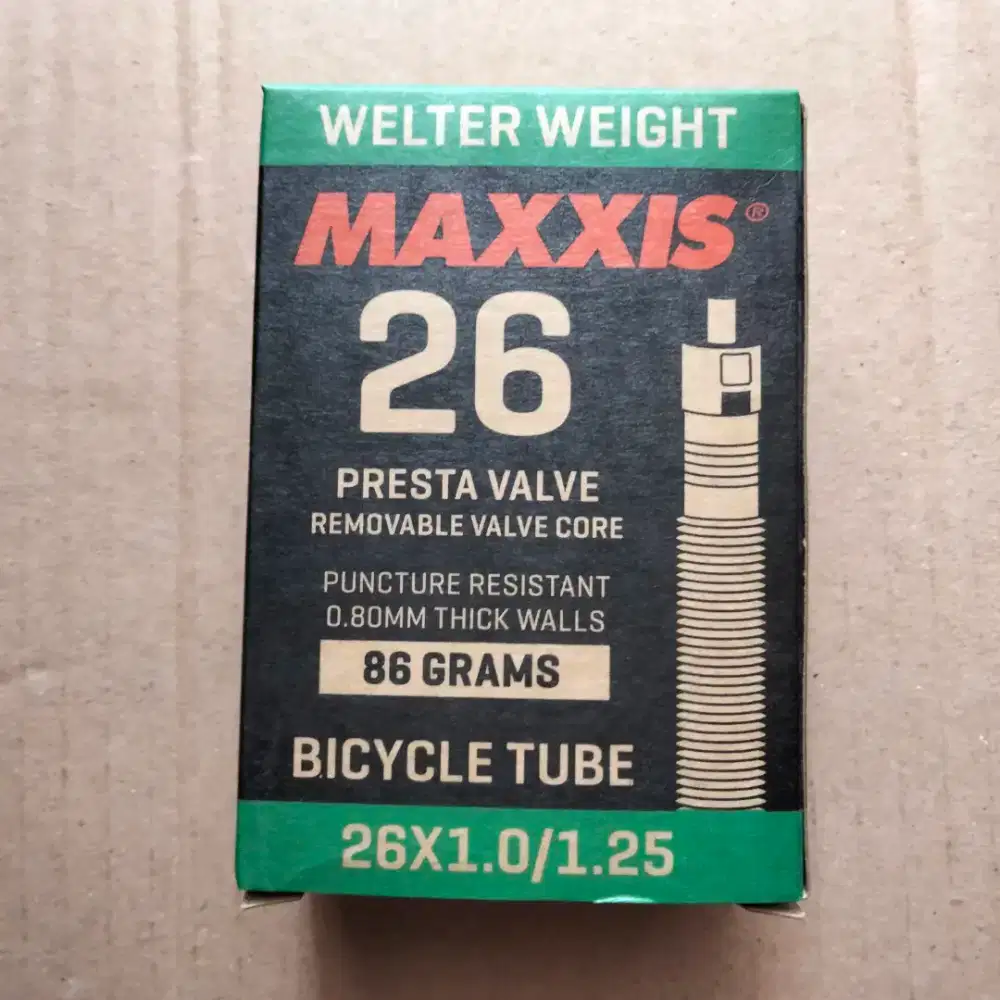 WELTER WEIGHT
MAXXIS®
26
PRESTA VALVE
REMOVABLE VALVE CORE
PUNCTURE RESISTANT
0.80MM THICK WALLS
86 GRAMS
BICYCLE TUBE
26X1.0/1.25